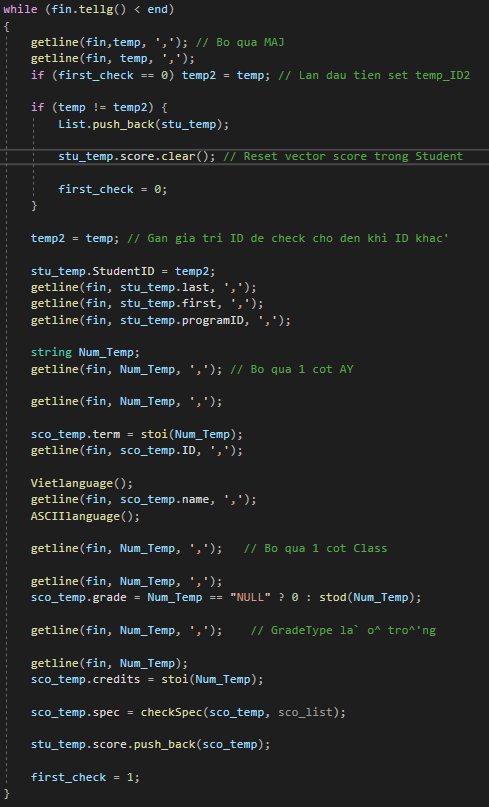 while (fin.tellg() < end)
{
    getline(fin,temp, ','); // Bo qua MAJ
    getline(fin, temp, ',');
    if (first_check == 0) temp2 = temp; // Lan dau tien set temp_ID2
    if (temp != temp2) {
        List.push_back(stu_temp);
        stu_temp.score.clear(); // Reset vector score trong Student
        first_check = 0;
    }
    temp2 = temp; // Gan gia tri ID de check cho den khi ID khac'
    stu_temp.StudentID = temp2;
    getline(fin, stu_temp.last, ',');
    getline(fin, stu_temp.first, ',');
    getline(fin, stu_temp.programID, ',');
    string Num_Temp;
    getline(fin, Num_Temp, ','); // Bo qua 1 cot AY
    getline(fin, Num_Temp, ',');
    sco_temp.term = stoi(Num_Temp);
    getline(fin, sco_temp.ID, ',');
    Vietlanguage();
    getline(fin, sco_temp.name, ',');
    ASCIIlanguage();
    getline(fin, Num_Temp, ','); // Bo qua 1 cot Class
    getline(fin, Num_Temp, ',');
    sco_temp.grade = Num_Temp == "NULL" ? 0 : stod(Num_Temp);
    getline(fin, Num_Temp, ','); // GradeType la` o^ tro^'ng
    getline(fin, Num_Temp);
    sco_temp.credits = stoi(Num_Temp);
    sco_temp.spec = checkSpec(sco_temp, sco_list);
    stu_temp.score.push_back(sco_temp);
    first_check = 1;
}